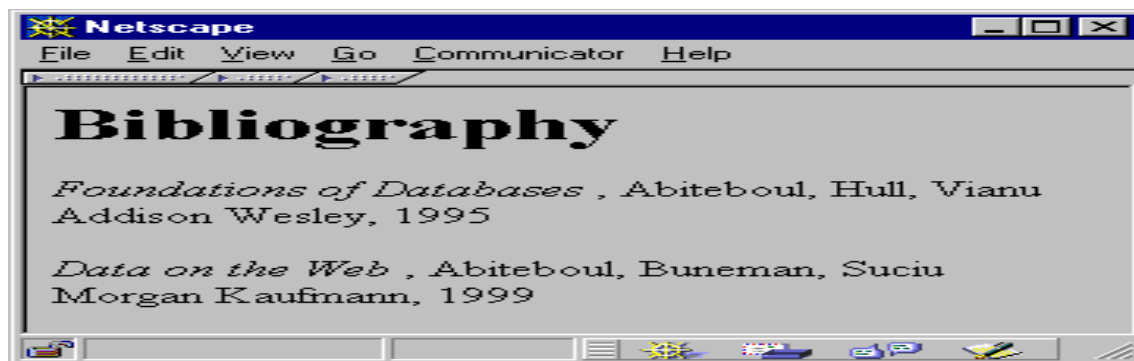 Netscape
File Edit View Go Communicator Help
Bibliography
Foundations of Databases , Abiteboul, Hull, Vianu
Addison Wesley, 1995
Data on the Web , Abiteboul, Buneman, Suciu
Morgan Kaufmann, 1999